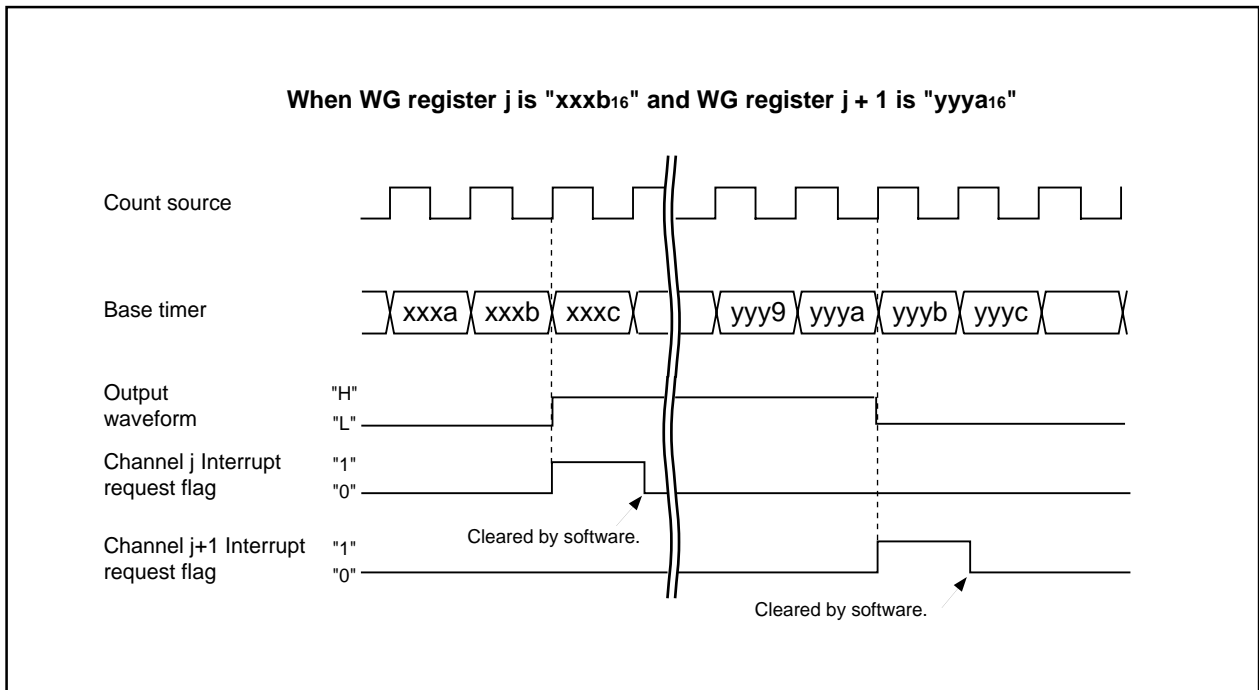 When WG register j is "xxxb16" and WG register j + 1 is "yyya16"
Count source
Base timer
xxxa xxxb xxxc yyy9 yyya yyyb yyyc
Output
waveform
"H"
"L"
Channel j Interrupt
request flag
"1"
"0"
Cleared by software.
Channel j+1 Interrupt
request flag
"1"
"0"
Cleared by software.